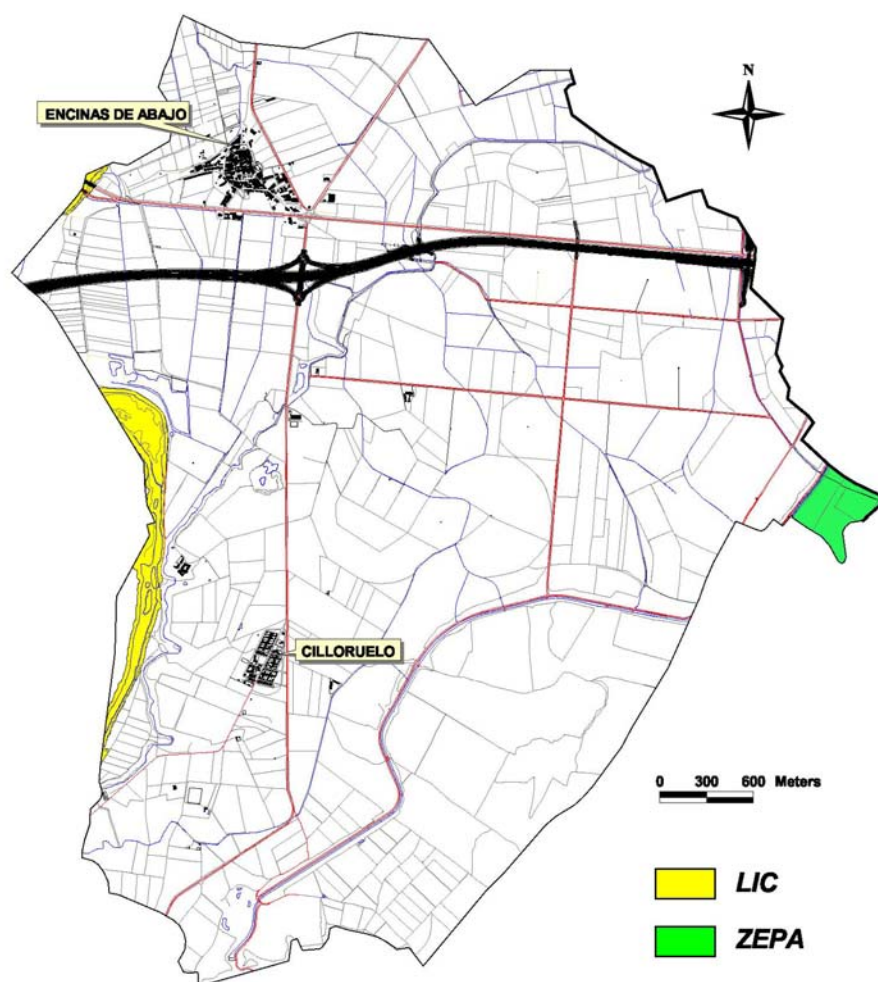 N
ENCINAS DE ABAJO
CILLORUELO
0 300 600 Meters
LIC
ZEPA